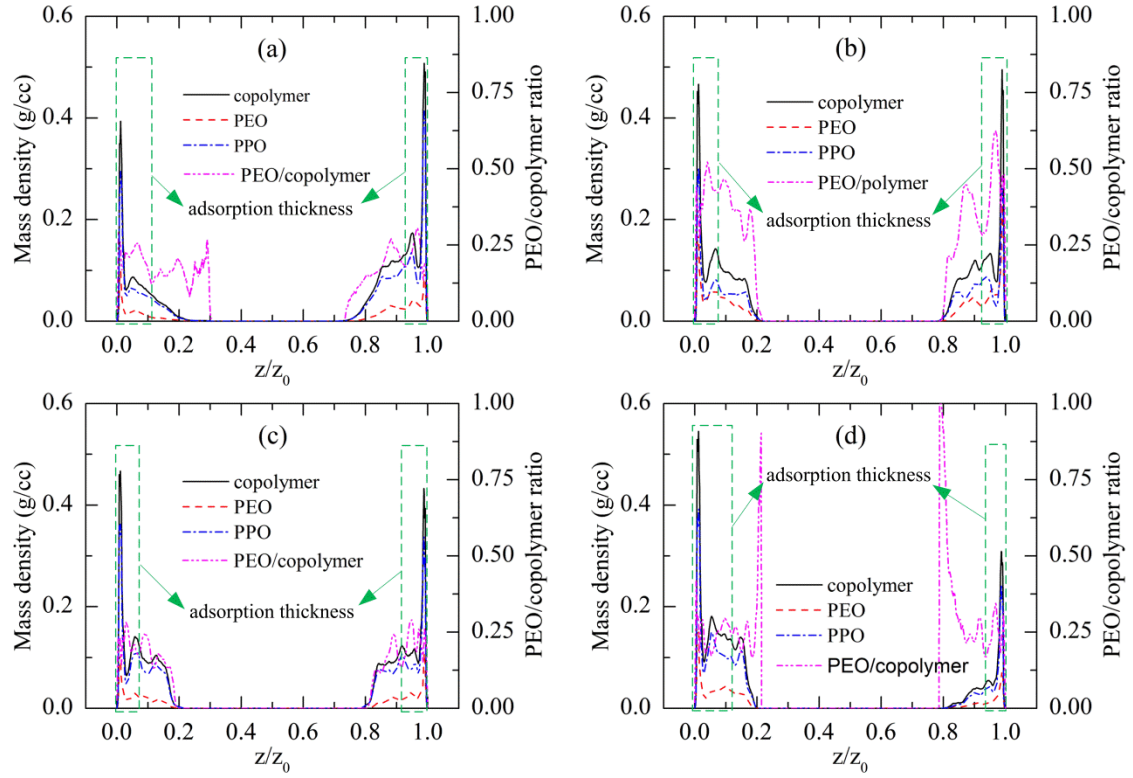 (a)
Mass density (g/cc)
0.6
0.4
0.2
0.0
copolymer
PEO
PPO
PEO/copolymer
adsorption thickness
1.00
0.75
0.50
0.25
0.00
PEO/copolymer ratio
0.0 0.2 0.4 0.6 0.8 1.0
z/z0
(b)
Mass density (g/cc)
0.6
0.4
0.2
0.0
copolymer
PEO
PPO
PEO/polymer
adsorption thickness
1.00
0.75
0.50
0.25
0.00
PEO/copolymer ratio
0.0 0.2 0.4 0.6 0.8 1.0
z/z0
(c)
Mass density (g/cc)
0.6
0.4
0.2
0.0
copolymer
PEO
PPO
PEO/copolymer
adsorption thickness
1.00
0.75
0.50
0.25
0.00
PEO/copolymer ratio
0.0 0.2 0.4 0.6 0.8 1.0
z/z0
(d)
Mass density (g/cc)
0.6
0.4
0.2
0.0
adsorption thickness
copolymer
PEO
PPO
PEO/copolymer
1.00
0.75
0.50
0.25
0.00
PEO/copolymer ratio
0.0 0.2 0.4 0.6 0.8 1.0
z/z0